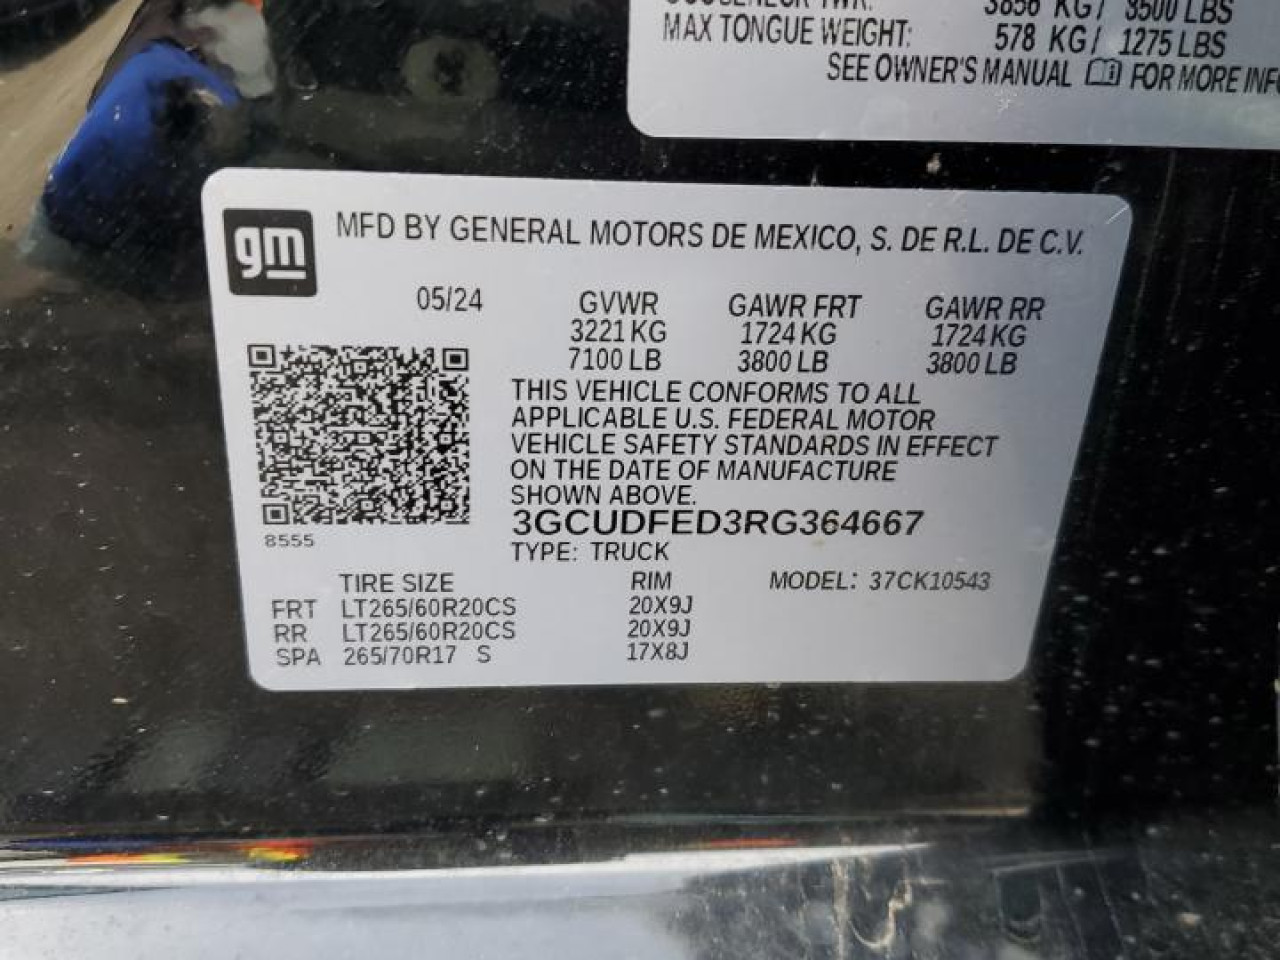 3856 KG/ 8500 LBS
MAX TONGUE WEIGHT: 578 KG/ 1275 LBS
SEE OWNER'S MANUAL FOR MORE
gm
MFD BY GENERAL MOTORS DE MEXICO, S. DE R.L. DE C.V.
05/24 GVWR GAWR FRT GAWR RR
3221 KG 1724 KG 1724 KG
7100 LB 3800 LB 3800 LB
THIS VEHICLE CONFORMS TO ALL
APPLICABLE U.S. FEDERAL MOTOR
VEHICLE SAFETY STANDARDS IN EFFECT
ON THE DATE OF MANUFACTURE
SHOWN ABOVE.
3GCUDFED3RG364667
8555
TYPE: TRUCK
TIRE SIZE RIM MODEL: 37CK10543
FRT LT265/60R20CS 20X9J
RR LT265/60R20CS 20X9J
SPA 265/70R17 S 17X8J